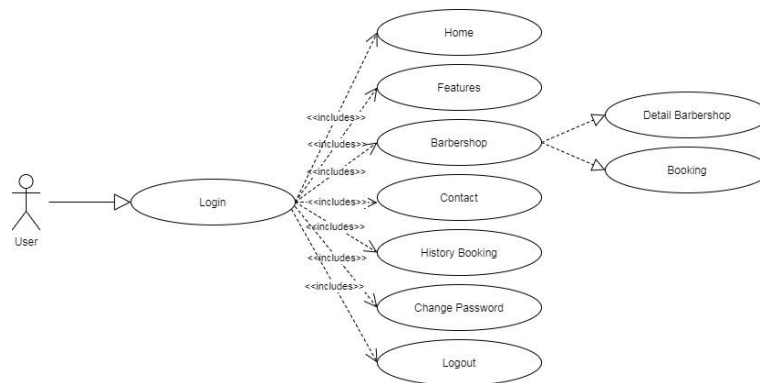 Home
Features
<<includes>>
Detail Barbershop
<<includes>>
Barbershop
<<includes>>
Booking
Login
<<includes>>
Contact
<<includes>>
User
History Booking
<<includes>>
<<includes>>
Change Password
Logout